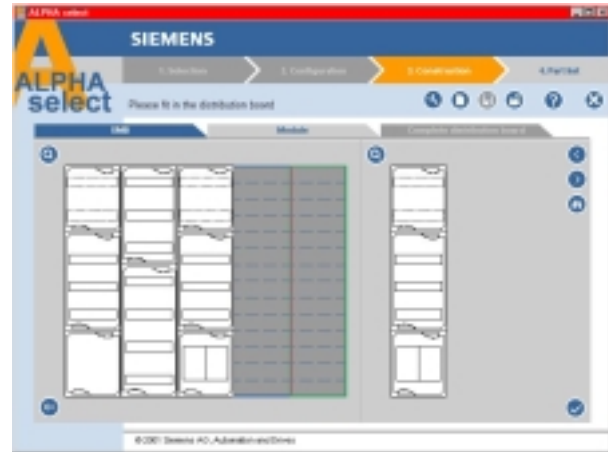 ALPHA select
SIEMENS
1. Selection
2. Configuration
3. Construction
4. Part list
ALPHA
select
Please fit in the distribution board
Module
Complete distribution board
© 2001 Siemens AG, Automation and Drives